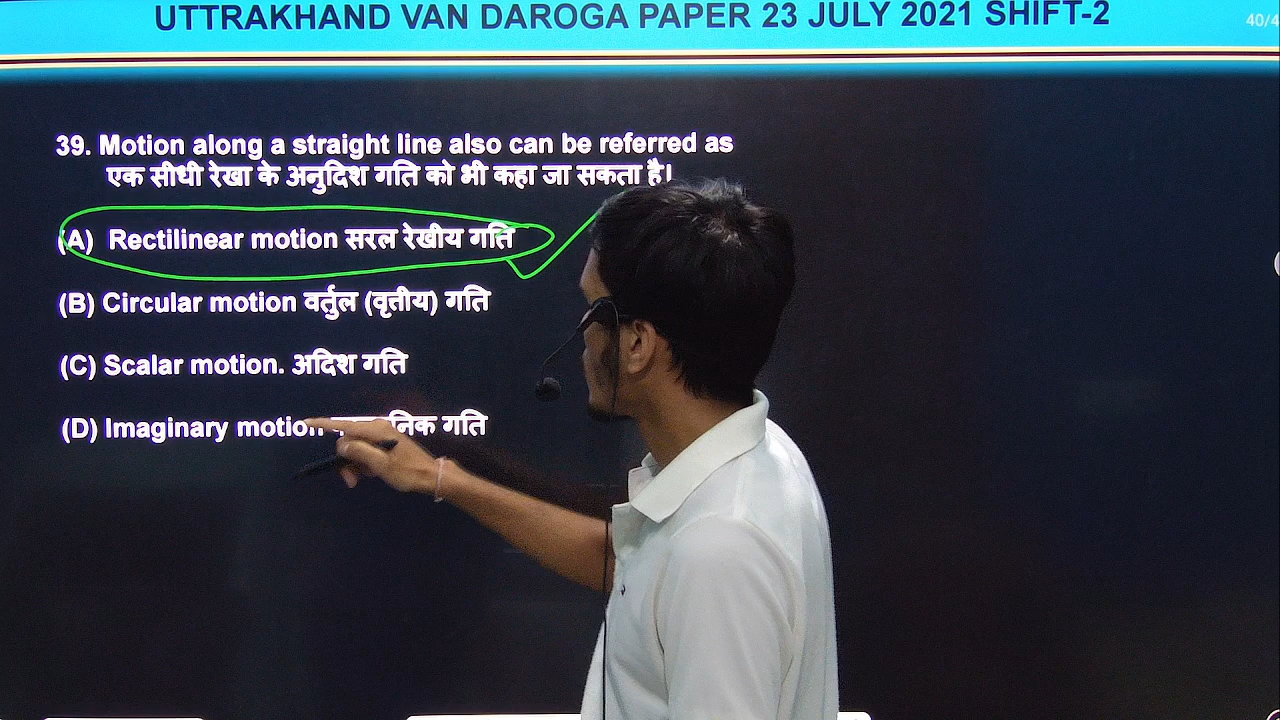 UTTRAKHAND VAN DAROGA PAPER 23 JULY 2021 SHIFT-2
39. Motion along a straight line also can be referred as
एक सीधी रेखा के अनुदिश गति को भी कहा जा सकता है।
(A) Rectilinear motion सरल रेखीय गति
(B) Circular motion वर्तुल (वृत्तीय) गति
(C) Scalar motion. अदिश गति
(D) Imaginary motion गति